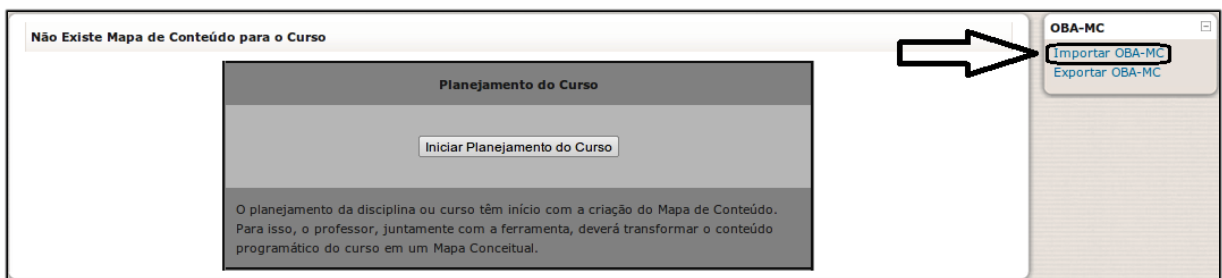 Não Existe Mapa de Conteúdo para o Curso
Planejamento do Curso
Iniciar Planejamento do Curso
O planejamento da disciplina ou curso têm início com a criação do Mapa de Conteúdo.
Para isso, o professor, juntamente com a ferramenta, deverá transformar o conteúdo
programático do curso em um Mapa Conceitual.
OBA-MC
Importar OBA-MC
Exportar OBA-MC